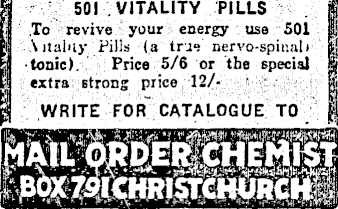 501 VITALITY PILLS
To revive your energy use 501
Vitality Pills (a true nervo-spinal
tonic). Price 5/6 or the special
extra strong price 12/-
WRITE FOR CATALOGUE TO
MAIL ORDER CHEMIST
BOX 791 CHRISTCHURCH